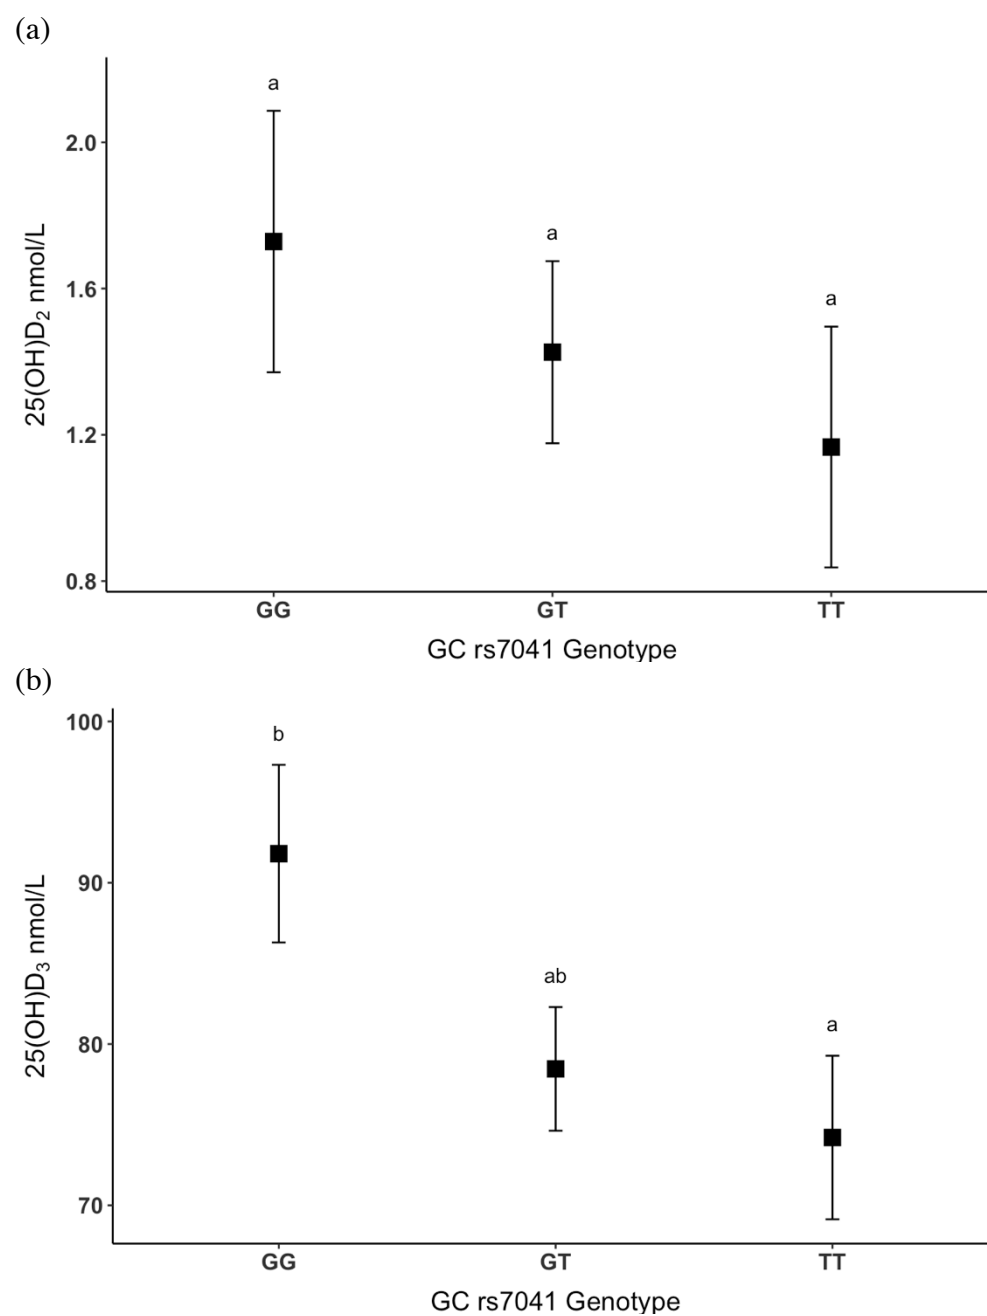 (a)
a
2.0
a
25(OH)D₂ nmol/L
1.6
a
1.2
0.8
GG GT TT
GC rs7041 Genotype
(b)
100
b
90
25(OH)D₃ nmol/L
ab
a
80
70
GG GT TT
GC rs7041 Genotype